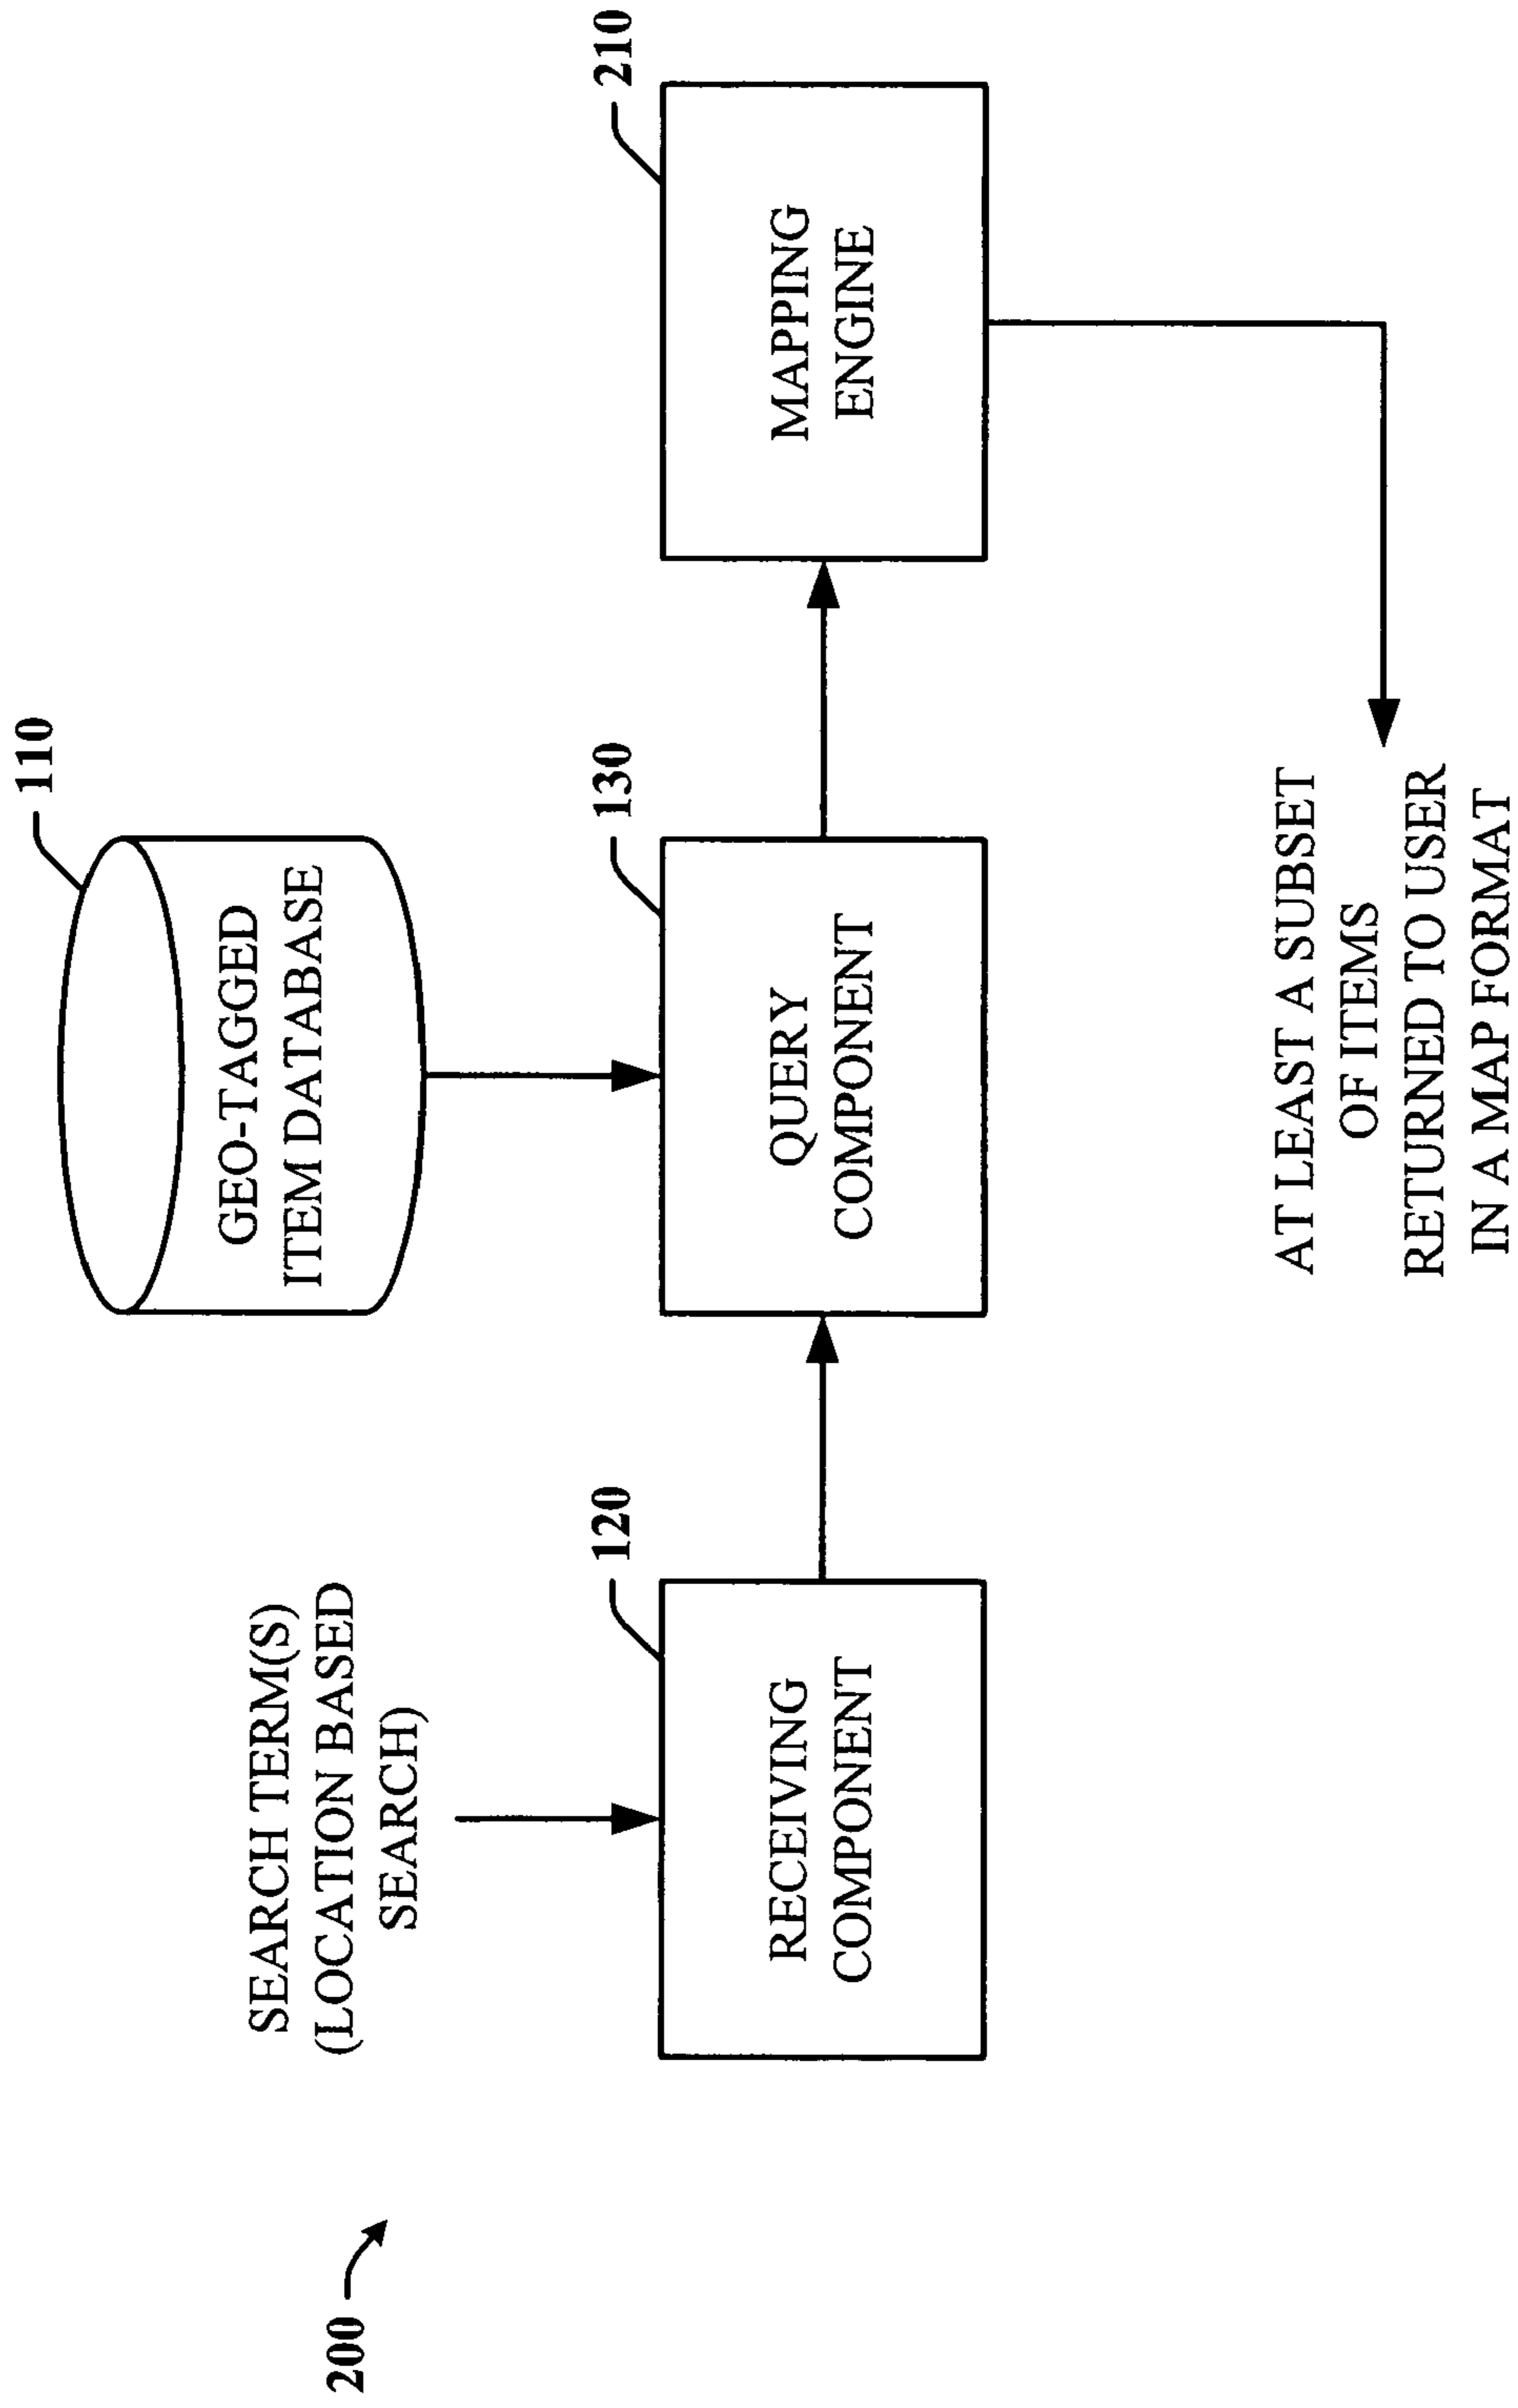 200
SEARCH TERM(S)
(LOCATION BASED
SEARCH)
120
RECEIVING
COMPONENT
110
GEO-TAGGED
ITEM DATABASE
130
QUERY
COMPONENT
210
MAPPING
ENGINE
AT LEAST A SUBSET
OF ITEMS
RETURNED TO USER
IN A MAP FORMAT